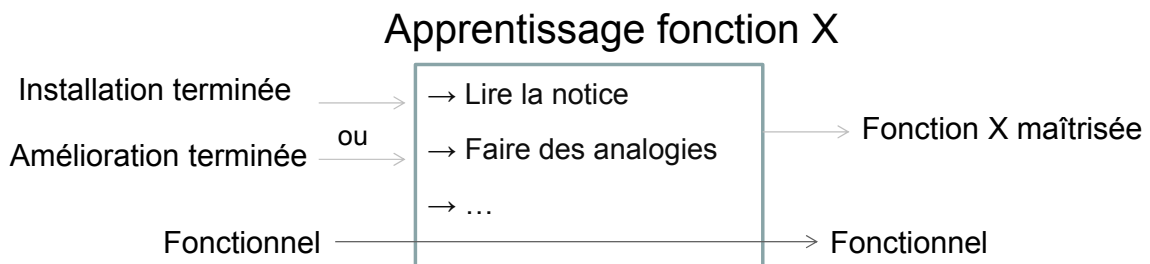 Apprentissage fonction X
Installation terminée
ou
Amélioration terminée
→ Lire la notice
→ Faire des analogies
→ …
Fonction X maîtrisée
Fonctionnel
Fonctionnel